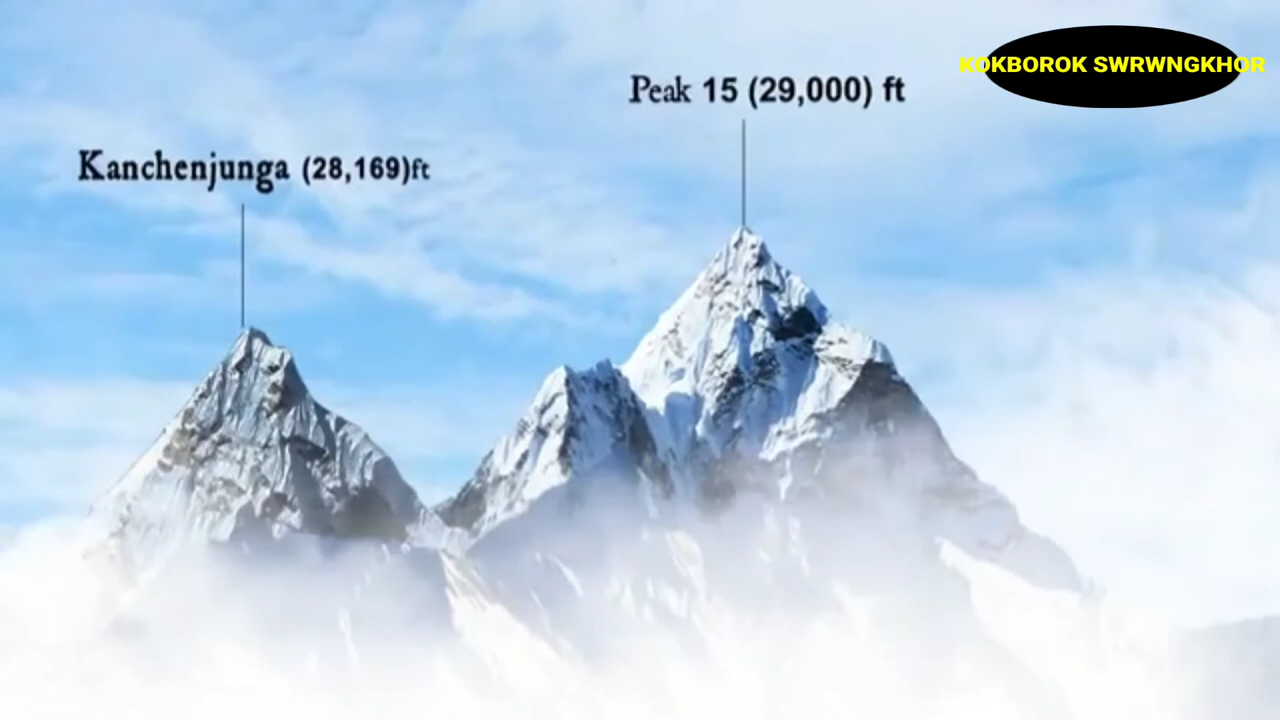 KOKBOROK SWRWNGKHOR
Peak 15 (29,000) ft
Kanchenjunga (28,169)ft